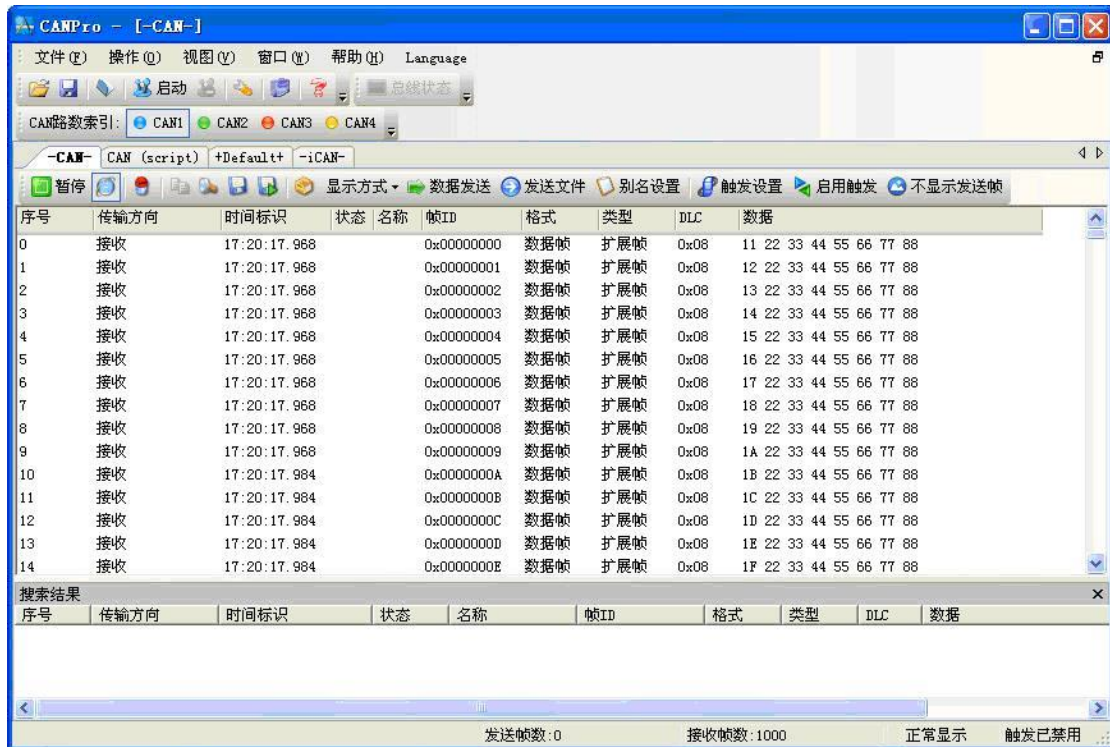 CANPro - [-CAN-]
文件(F) 操作(O) 视图(V) 窗口(W) 帮助(H) Language
启动 总线状态
CAN路数索引: CAN1 CAN2 CAN3 CAN4
-CAN- CAN (script) +Default+ -iCAN-
暂停 显示方式 数据发送 发送文件 别名设置 触发设置 启用触发 不显示发送帧
序号 传输方向 时间标识 状态 名称 帧ID 格式 类型 DLC 数据
0 接收 17:20:17.968 0x00000000 数据帧 扩展帧 0x08 11 22 33 44 55 66 77 88
1 接收 17:20:17.968 0x00000001 数据帧 扩展帧 0x08 12 22 33 44 55 66 77 88
2 接收 17:20:17.968 0x00000002 数据帧 扩展帧 0x08 13 22 33 44 55 66 77 88
3 接收 17:20:17.968 0x00000003 数据帧 扩展帧 0x08 14 22 33 44 55 66 77 88
4 接收 17:20:17.968 0x00000004 数据帧 扩展帧 0x08 15 22 33 44 55 66 77 88
5 接收 17:20:17.968 0x00000005 数据帧 扩展帧 0x08 16 22 33 44 55 66 77 88
6 接收 17:20:17.968 0x00000006 数据帧 扩展帧 0x08 17 22 33 44 55 66 77 88
7 接收 17:20:17.968 0x00000007 数据帧 扩展帧 0x08 18 22 33 44 55 66 77 88
8 接收 17:20:17.968 0x00000008 数据帧 扩展帧 0x08 19 22 33 44 55 66 77 88
9 接收 17:20:17.968 0x00000009 数据帧 扩展帧 0x08 1A 22 33 44 55 66 77 88
10 接收 17:20:17.984 0x0000000A 数据帧 扩展帧 0x08 1B 22 33 44 55 66 77 88
11 接收 17:20:17.984 0x0000000B 数据帧 扩展帧 0x08 1C 22 33 44 55 66 77 88
12 接收 17:20:17.984 0x0000000C 数据帧 扩展帧 0x08 1D 22 33 44 55 66 77 88
13 接收 17:20:17.984 0x0000000D 数据帧 扩展帧 0x08 1E 22 33 44 55 66 77 88
14 接收 17:20:17.984 0x0000000E 数据帧 扩展帧 0x08 1F 22 33 44 55 66 77 88
搜索结果
序号 传输方向 时间标识 状态 名称 帧ID 格式 类型 DLC 数据
发送帧数:0 接收帧数:1000 正常显示 触发已禁用